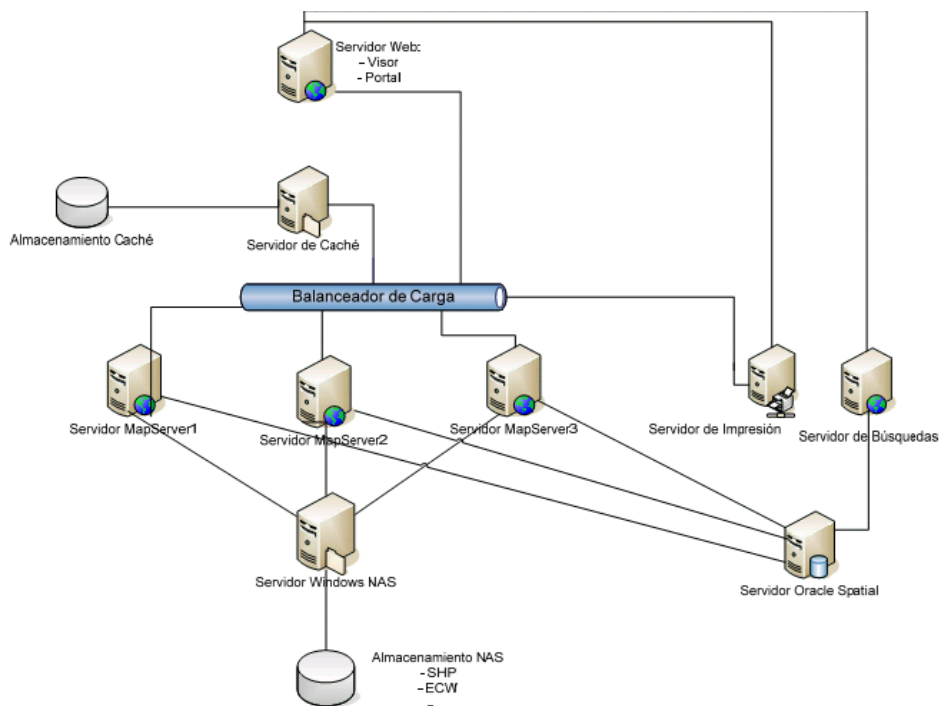 Servidor Web:
- Visor
- Portal
Almacenamiento Caché
Servidor de Caché
Balanceador de Carga
Servidor MapServer1
Servidor MapServer2
Servidor MapServer3
Servidor de Impresión
Servidor de Búsquedas
Servidor Windows NAS
Servidor Oracle Spatial
Almacenamiento NAS
-SHP
-ECW
-